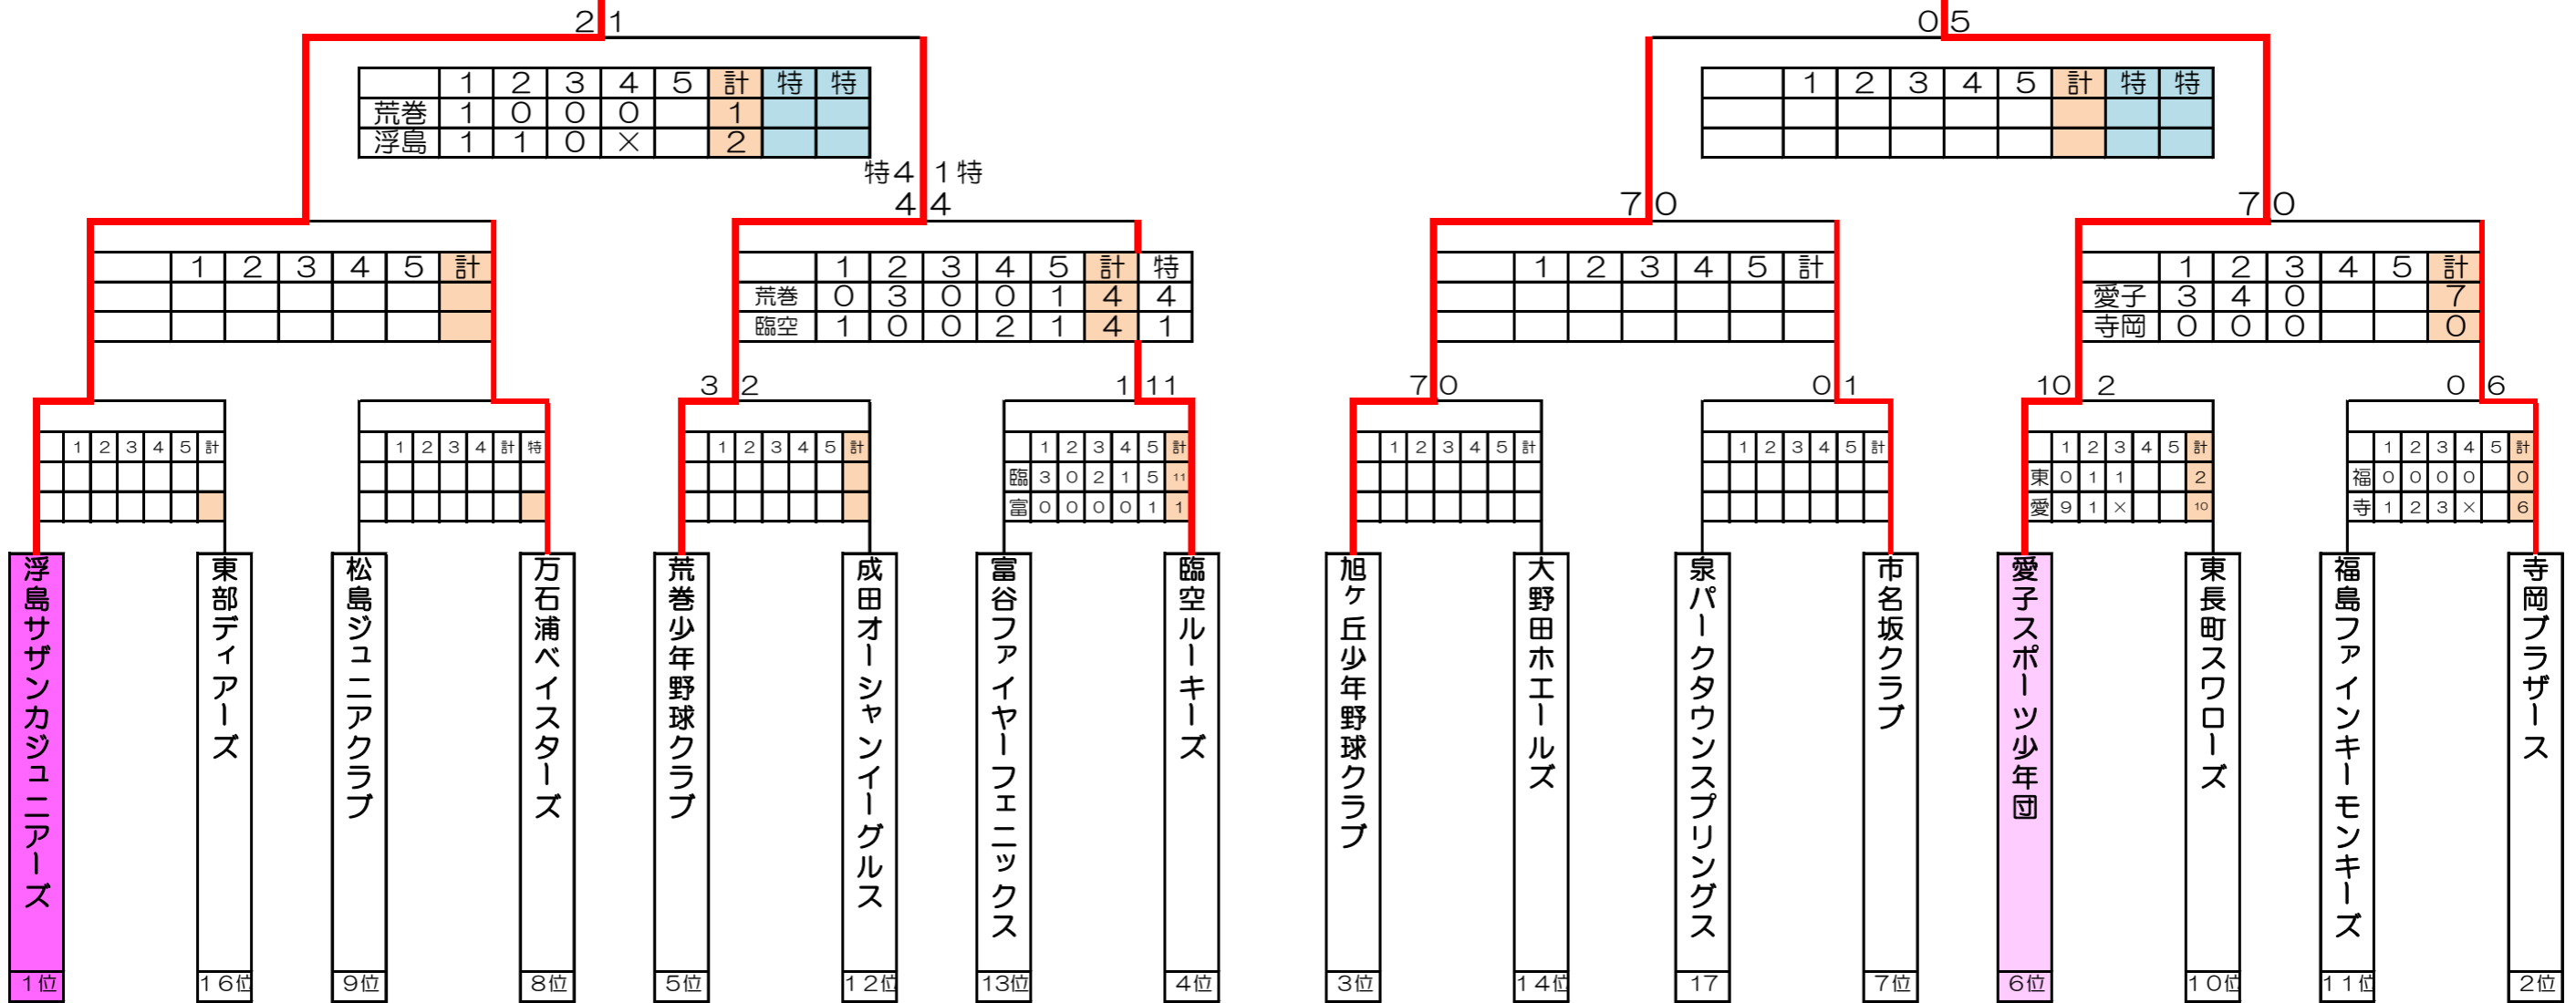 ２ 1
０ 5
1 2 3 4 5 計 特 特
荒巻 1 0 0 0 1
浮島 1 1 0 × 2
1 2 3 4 5 計 特 特
特４ １特
４ ４
７ 0
７ 0
1 2 3 4 5 計
1 2 3 4 5 計 特
荒巻 0 3 0 0 1 4 4
臨空 1 0 0 2 1 4 1
1 2 3 4 5 計
1 2 3 4 5 計
愛子 3 4 0 7
寺岡 0 0 0 0
3 2
1 11
7 0
0 1
10 2
0 6
1 2 3 4 5 計
1 2 3 4 計 特
1 2 3 4 5 計
1 2 3 4 5 計
臨 3 0 2 1 5 11
富 0 0 0 0 1 1
1 2 3 4 5 計
1 2 3 4 5 計
1 2 3 4 5 計
東 0 1 1 2
愛 9 1 × 10
1 2 3 4 5 計
福 0 0 0 0 0
寺 1 2 3 × 6
浮島サザンカジュニアーズ
東部ディアーズ
松島ジュニアクラブ
万石浦ベイスターズ
荒巻少年野球クラブ
成田オーシャンイーグルス
富谷ファイヤーフェニックス
臨空ルーキーズ
旭ヶ丘少年野球クラブ
大野田ホエールズ
泉パークタウンスプリングス
市名坂クラブ
愛子スポーツ少年団
東長町スワローズ
福島ファインキーモンキーズ
寺岡ブラザース
1位
16位
9位
8位
5位
12位
13位
4位
3位
14位
17
7位
6位
10位
11位
2位